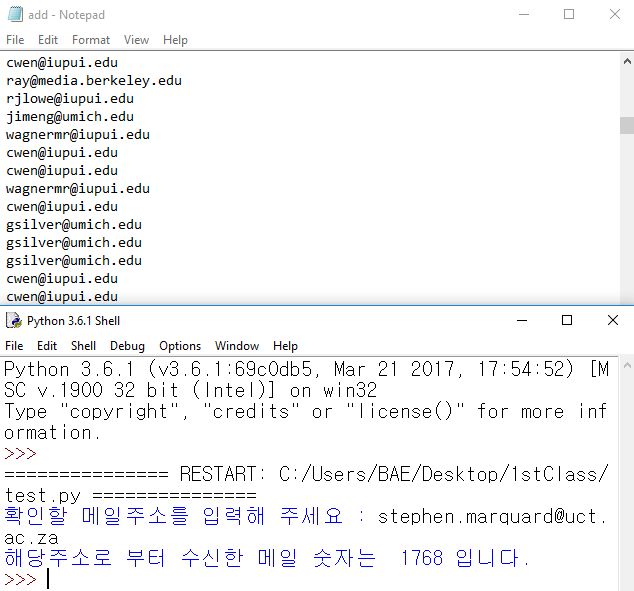 add - Notepad
File Edit Format View Help
cwen@iupui.edu
ray@media.berkeley.edu
rjlowe@iupui.edu
jimeng@umich.edu
wagnermr@iupui.edu
cwen@iupui.edu
cwen@iupui.edu
wagnermr@iupui.edu
cwen@iupui.edu
gsilver@umich.edu
gsilver@umich.edu
gsilver@umich.edu
cwen@iupui.edu
cwen@iupui.edu
Python 3.6.1 Shell
File Edit Shell Debug Options Window Help
Python 3.6.1 (v3.6.1:69c0db5, Mar 21 2017, 17:54:52) [M
SC v.1900 32 bit (Intel)] on win32
Type "copyright", "credits" or "license()" for more inf
ormation.
>>>
=============== RESTART: C:/Users/BAE/Desktop/1stClass/
test.py ===============
확인할 메일주소를 입력해 주세요 : stephen.marquard@uct.
ac.za
해당주소로 부터 수신한 메일 숫자는  1768 입니다.
>>>